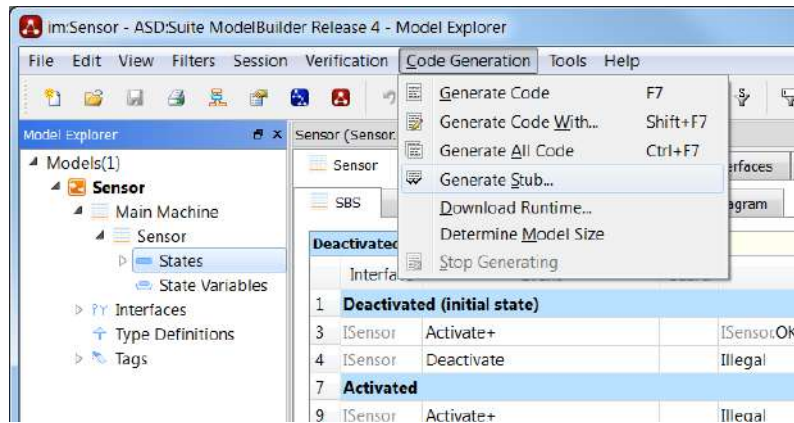 im:Sensor - ASD:Suite ModelBuilder Release 4 - Model Explorer
File Edit View Filters Session Verification Code Generation Tools Help
Generate Code F7
Generate Code With... Shift+F7
Generate All Code Ctrl+F7
Generate Stub...
Download Runtime...
Determine Model Size
Stop Generating
Model Explorer
Models(1)
Sensor
Main Machine
Sensor
States
State Variables
Interfaces
Type Definitions
Tags
Sensor (Sensor.
Sensor erfaces
SBS agram
Deactivated
Interfa
1 Deactivated (initial state)
3 ISensor Activate+ ISensor.OK
4 ISensor Deactivate Illegal
7 Activated
9 ISensor Activate+ Illegal